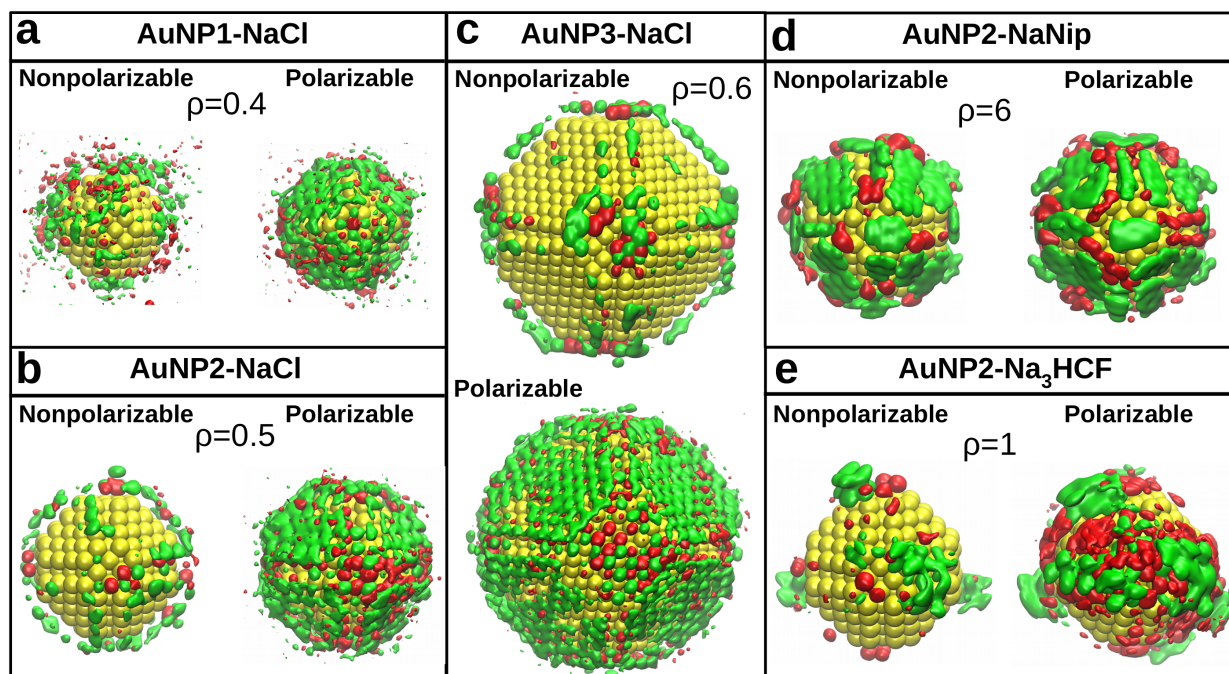 a AuNP1-NaCl
Nonpolarizable Polarizable
ρ=0.4
b AuNP2-NaCl
Nonpolarizable Polarizable
ρ=0.5
c AuNP3-NaCl
Nonpolarizable
ρ=0.6
Polarizable
d AuNP2-NaNip
Nonpolarizable Polarizable
ρ=6
e AuNP2-Na₃HCF
Nonpolarizable Polarizable
ρ=1